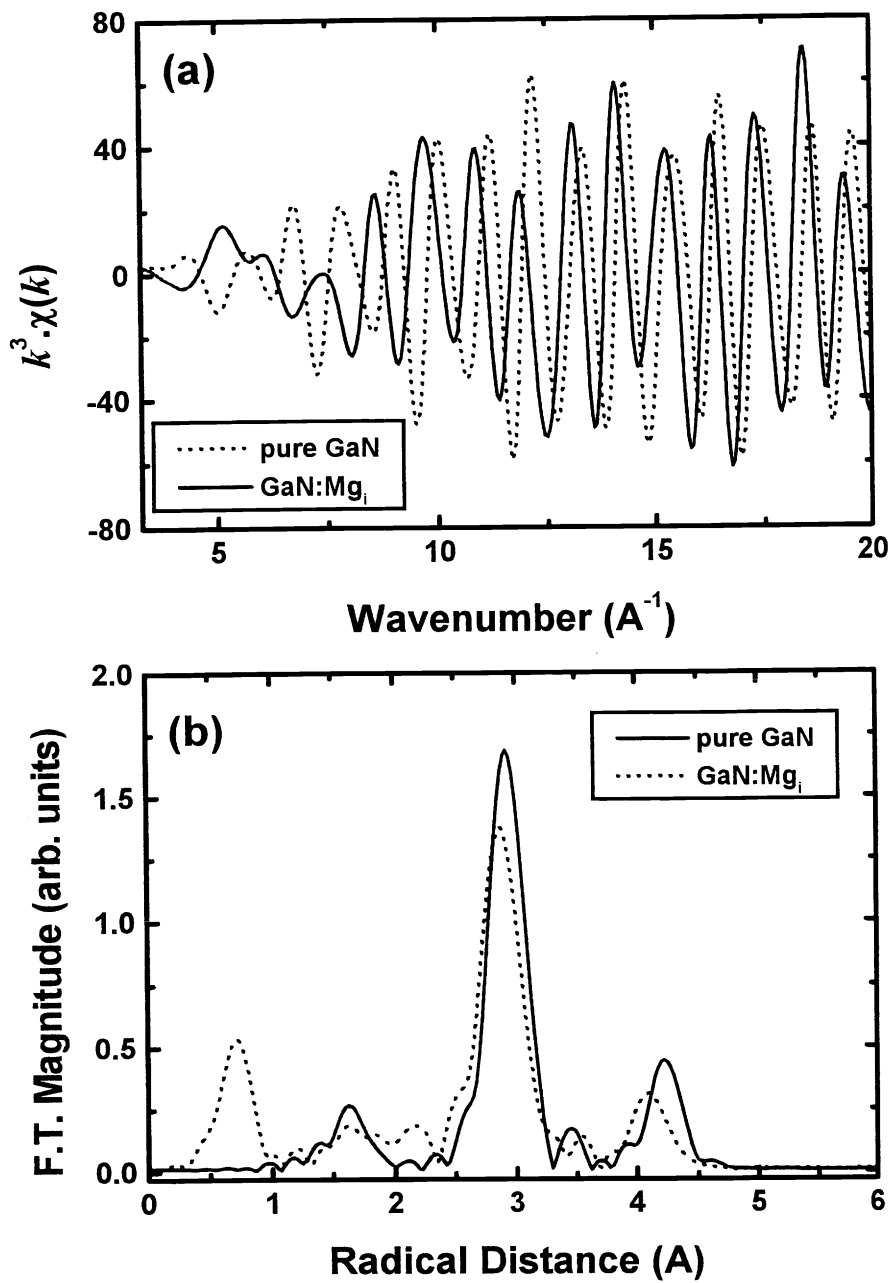 80
(a)
40
0
-40
-80
k³.χ(k)
pure GaN
GaN:Mgᵢ
5
10
15
20
Wavenumber (A⁻¹)
2.0
(b)
pure GaN
GaN:Mgᵢ
1.5
1.0
0.5
0.0
F.T. Magnitude (arb. units)
0
1
2
3
4
5
6
Radical Distance (A)